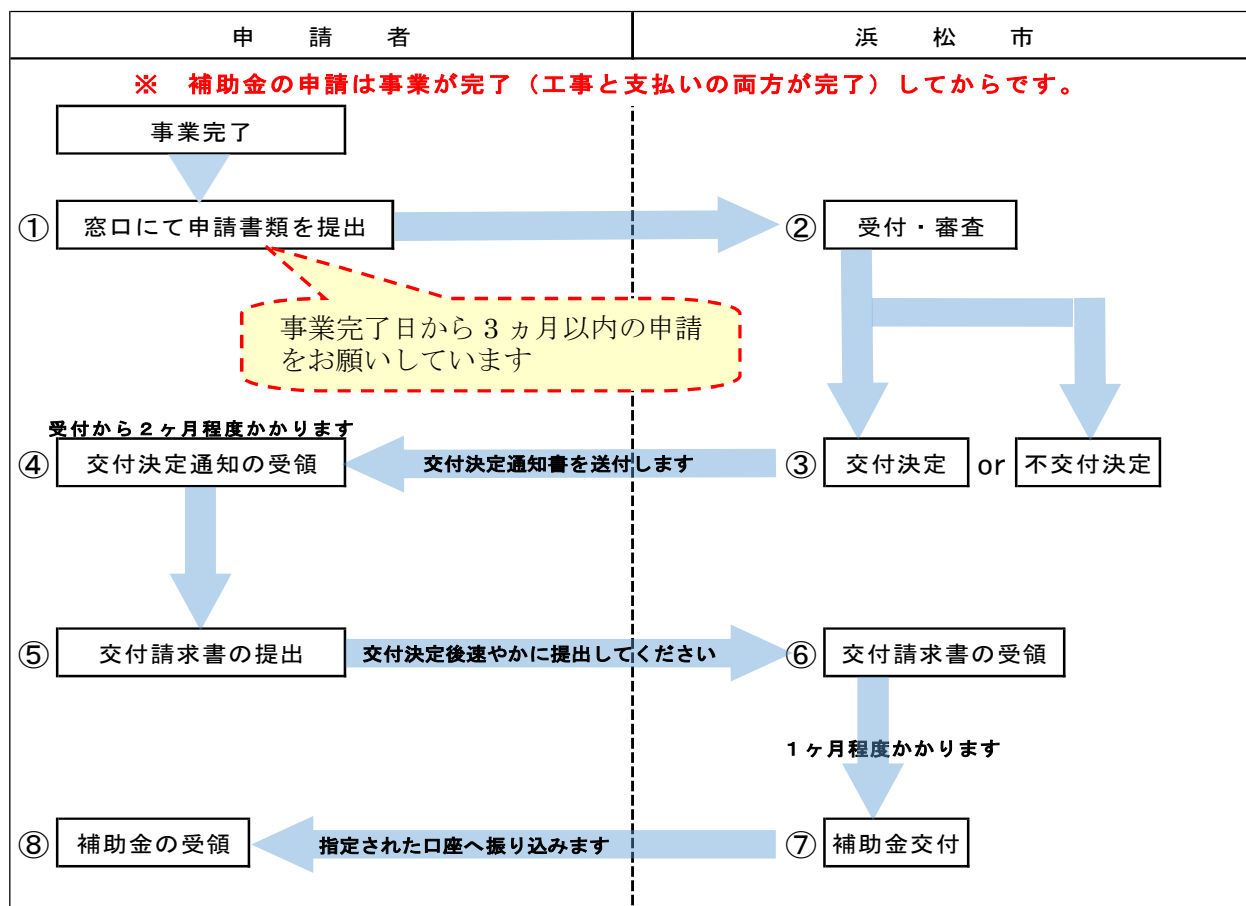 申請者
浜松市
※　補助金の申請は事業が完了（工事と支払いの両方が完了）してからです。
事業完了
① 窓口にて申請書類を提出
② 受付・審査
事業完了日から３ヵ月以内の申請
をお願いしています
受付から２ヶ月程度かかります
④ 交付決定通知の受領
交付決定通知書を送付します
③ 交付決定 or 不交付決定
⑤ 交付請求書の提出
交付決定後速やかに提出してください
⑥ 交付請求書の受領
１ヶ月程度かかります
⑧ 補助金の受領
指定された口座へ振り込みます
⑦ 補助金交付